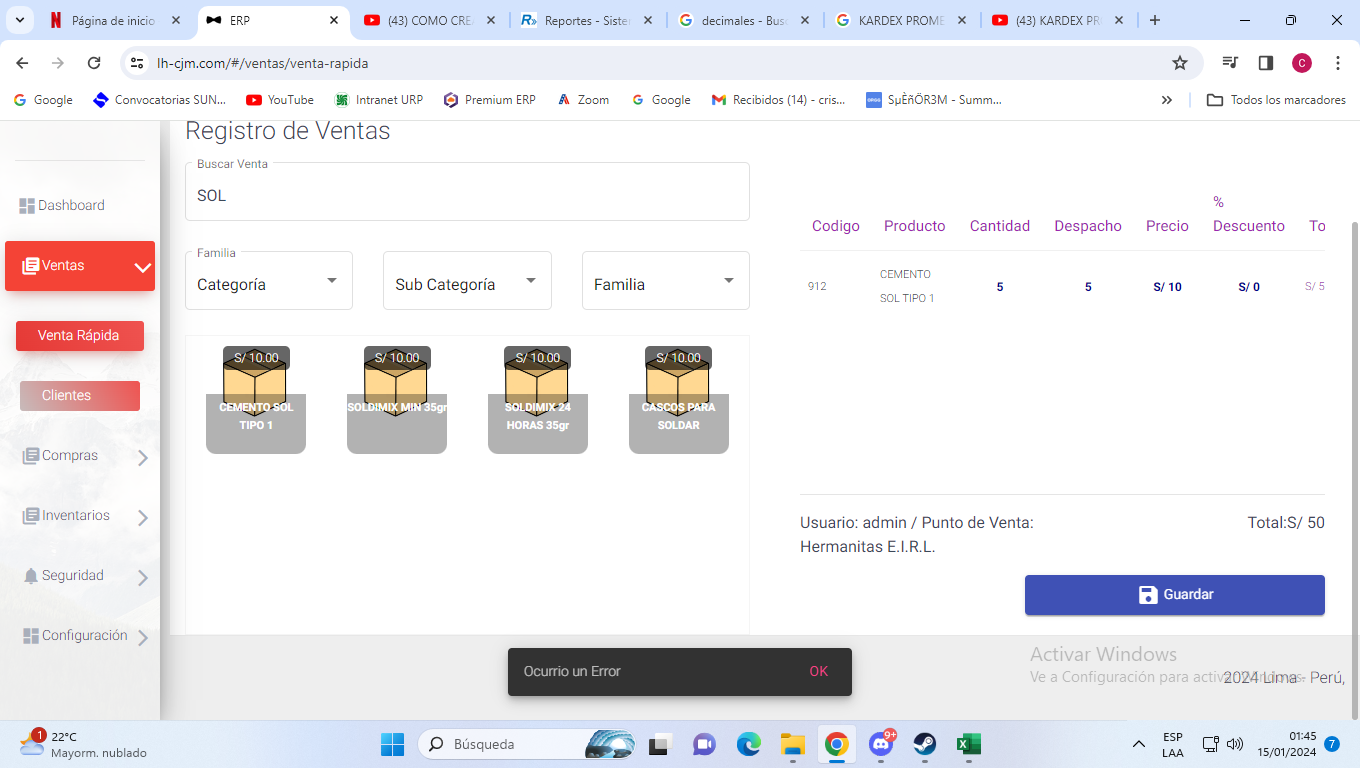 Página de inicio
ERP
(43) COMO CRE
Reportes - Siste
decimales - Bus
KARDEX PROME
(43) KARDEX PR
lh-cjm.com/#/ventas/venta-rapida
C
Google
Convocatorias SUN...
YouTube
Intranet URP
Premium ERP
Zoom
Google
Recibidos (14) - cris...
SµÈñÖR3M - Summ...
Todos los marcadores
Dashboard
Ventas
Venta Rápida
Clientes
Compras
Inventarios
Seguridad
Configuración
Registro de Ventas
Buscar Venta
SOL
Familia
Categoría
Sub Categoría
Familia
S/ 10.00
CEMENTO SOL
TIPO 1
S/ 10.00
SOLDIMIX MIN 35gr
S/ 10.00
SOLDIMIX 24
HORAS 35gr
S/ 10.00
CASCOS PARA
SOLDAR
Codigo Producto Cantidad Despacho Precio %
Descuento To
912 CEMENTO
SOL TIPO 1 5 5 S/ 10 S/ 0 S/ 5
Usuario: admin / Punto de Venta:
Hermanitas E.I.R.L.
Total:S/ 50
Guardar
Ocurrio un Error OK
Activar Windows
Ve a Configuración para activar Windows.
2024 Lima - Perú,
1
22°C
Mayorm. nublado
Búsqueda
9+
ESP
LAA
01:45
15/01/2024
7